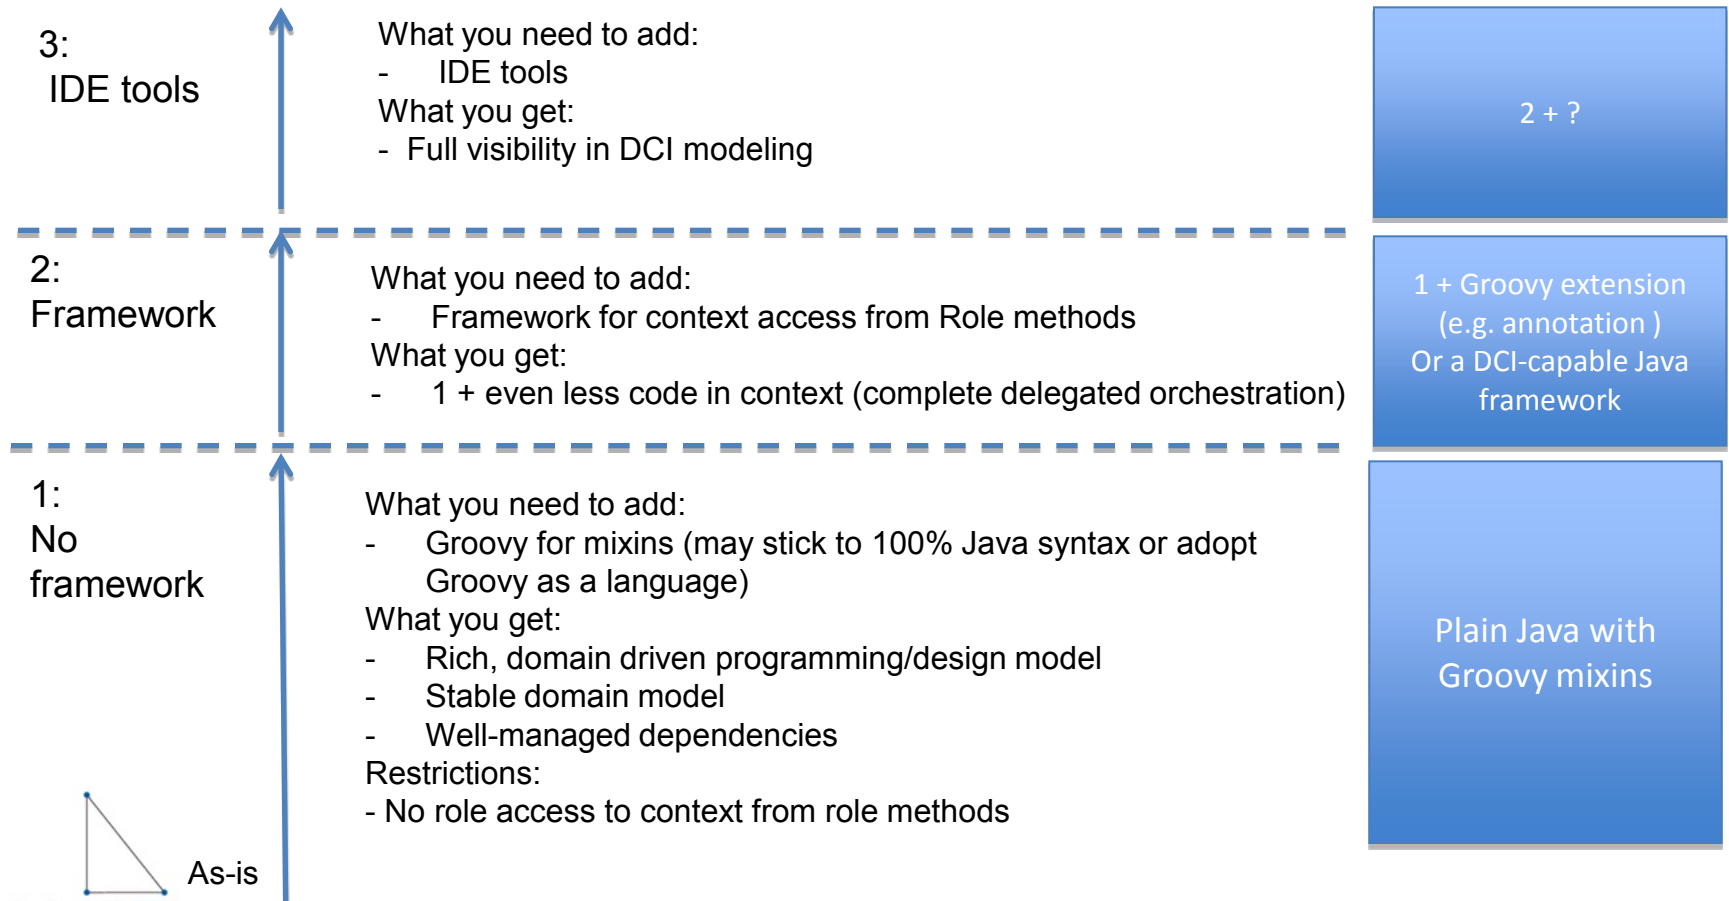 3:
IDE tools
What you need to add:
- IDE tools
What you get:
- Full visibility in DCI modeling
2 + ?
2:
Framework
What you need to add:
- Framework for context access from Role methods
What you get:
- 1 + even less code in context (complete delegated orchestration)
1 + Groovy extension
(e.g. annotation )
Or a DCI-capable Java
framework
1:
No
framework
What you need to add:
- Groovy for mixins (may stick to 100% Java syntax or adopt
Groovy as a language)
What you get:
- Rich, domain driven programming/design model
- Stable domain model
- Well-managed dependencies
Restrictions:
- No role access to context from role methods
Plain Java with
Groovy mixins
As-is